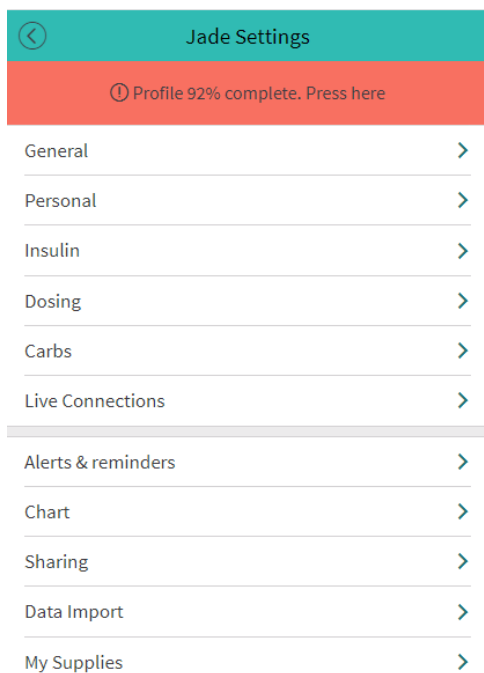 Jade Settings
Profile 92% complete. Press here
General
Personal
Insulin
Dosing
Carbs
Live Connections
Alerts & reminders
Chart
Sharing
Data Import
My Supplies